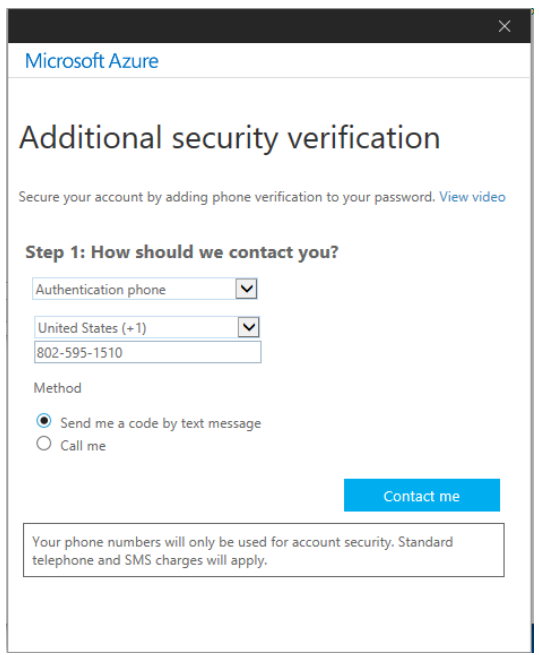 Microsoft Azure
Additional security verification
Secure your account by adding phone verification to your password. View video
Step 1: How should we contact you?
Authentication phone
United States (+1)
802-595-1510
Method
Send me a code by text message
Call me
Contact me
Your phone numbers will only be used for account security. Standard
telephone and SMS charges will apply.